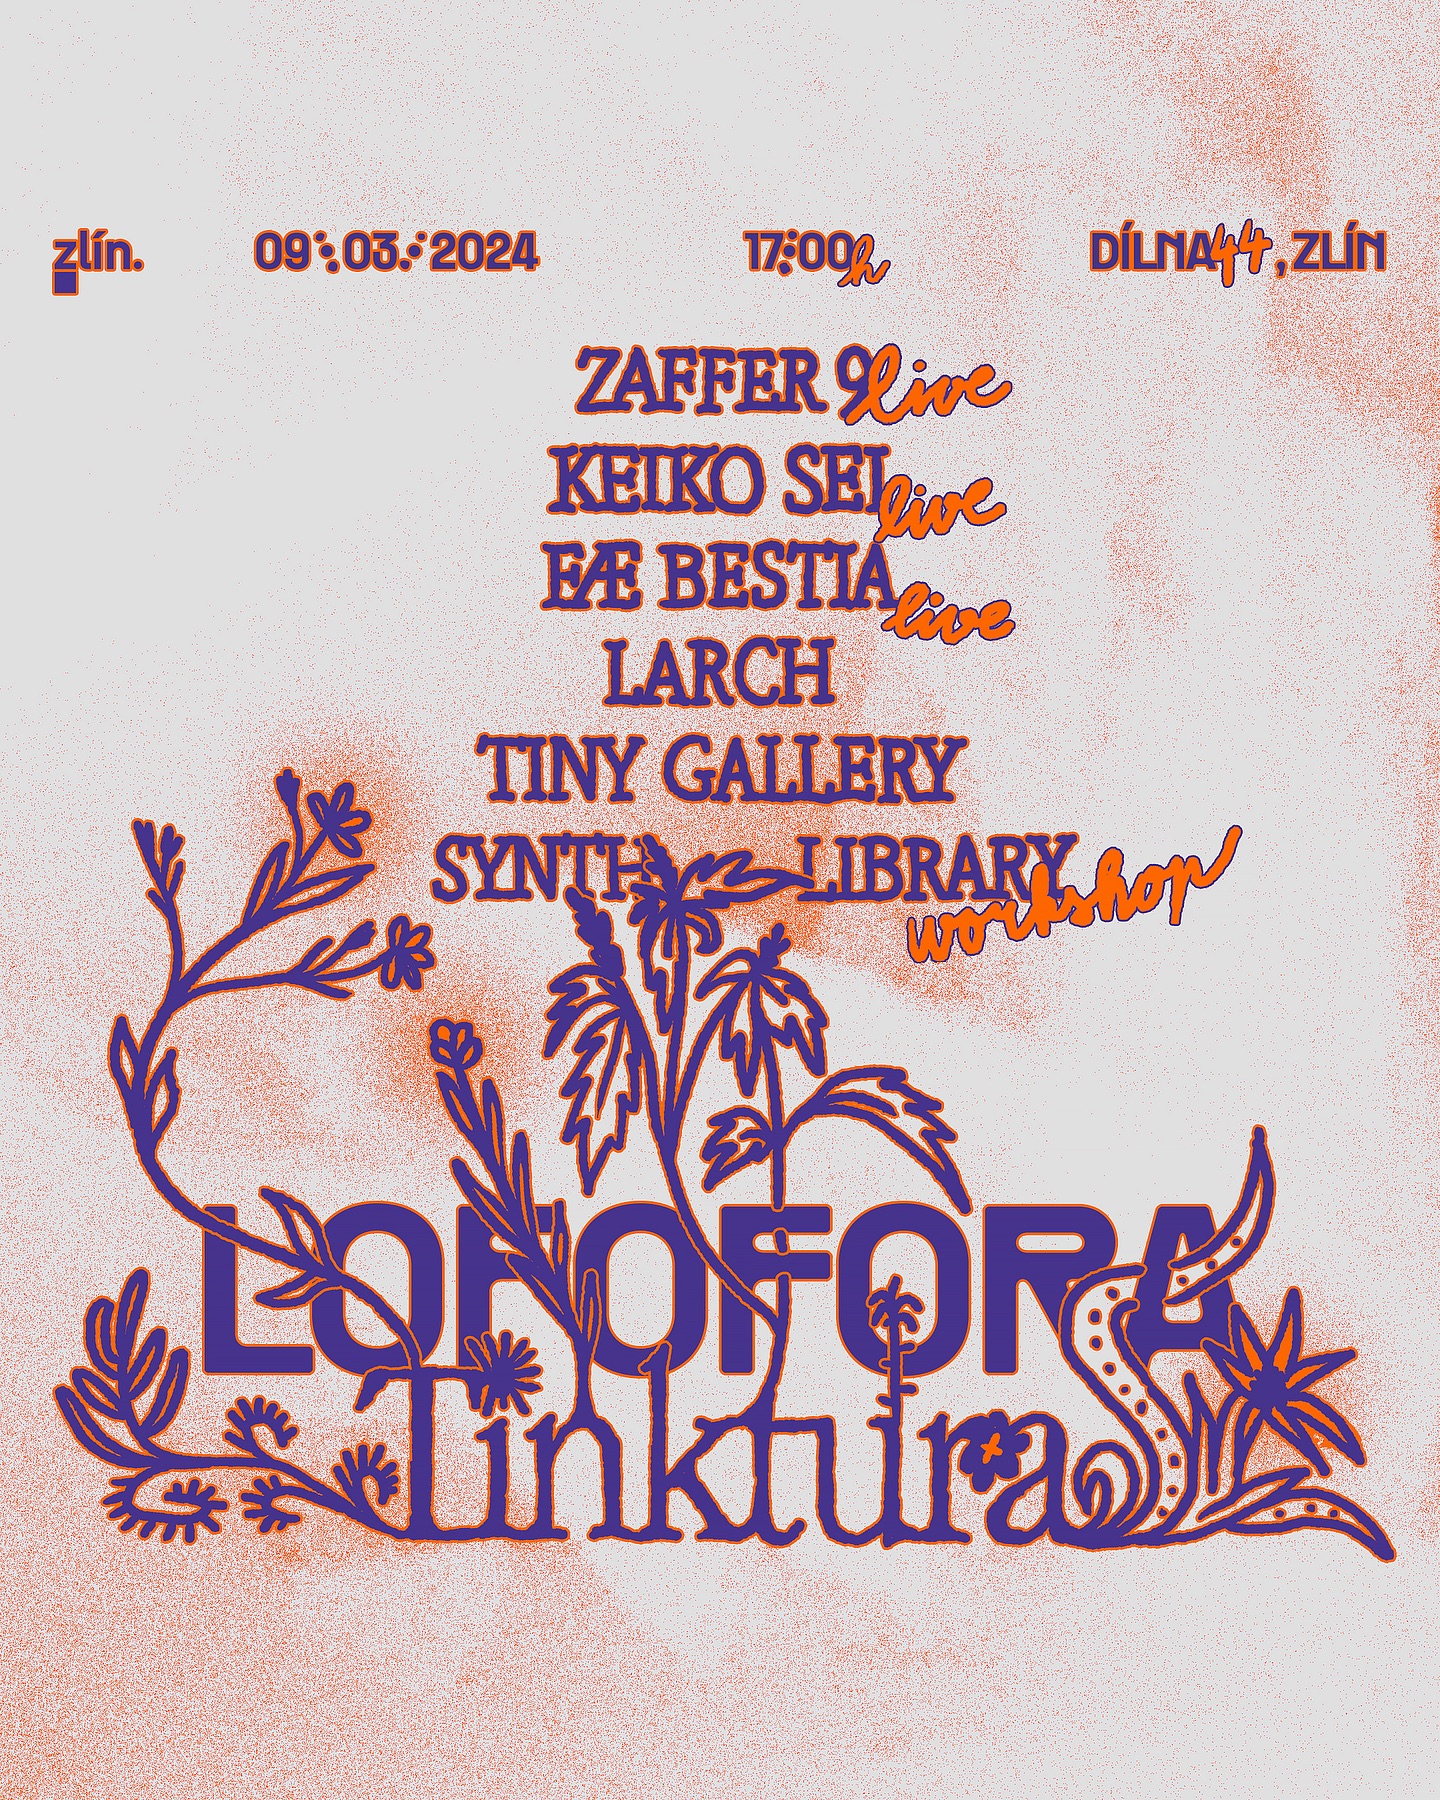 zlín. 09.03.2024 17:00h DÍLNA44, ZLÍN
ZAFFER 9 live
KEIKO SEI live
EÆ BESTIA live
LARCH
TINY GALLERY
SYNTH LIBRARY workshop
LOFOFORA
Tinktura